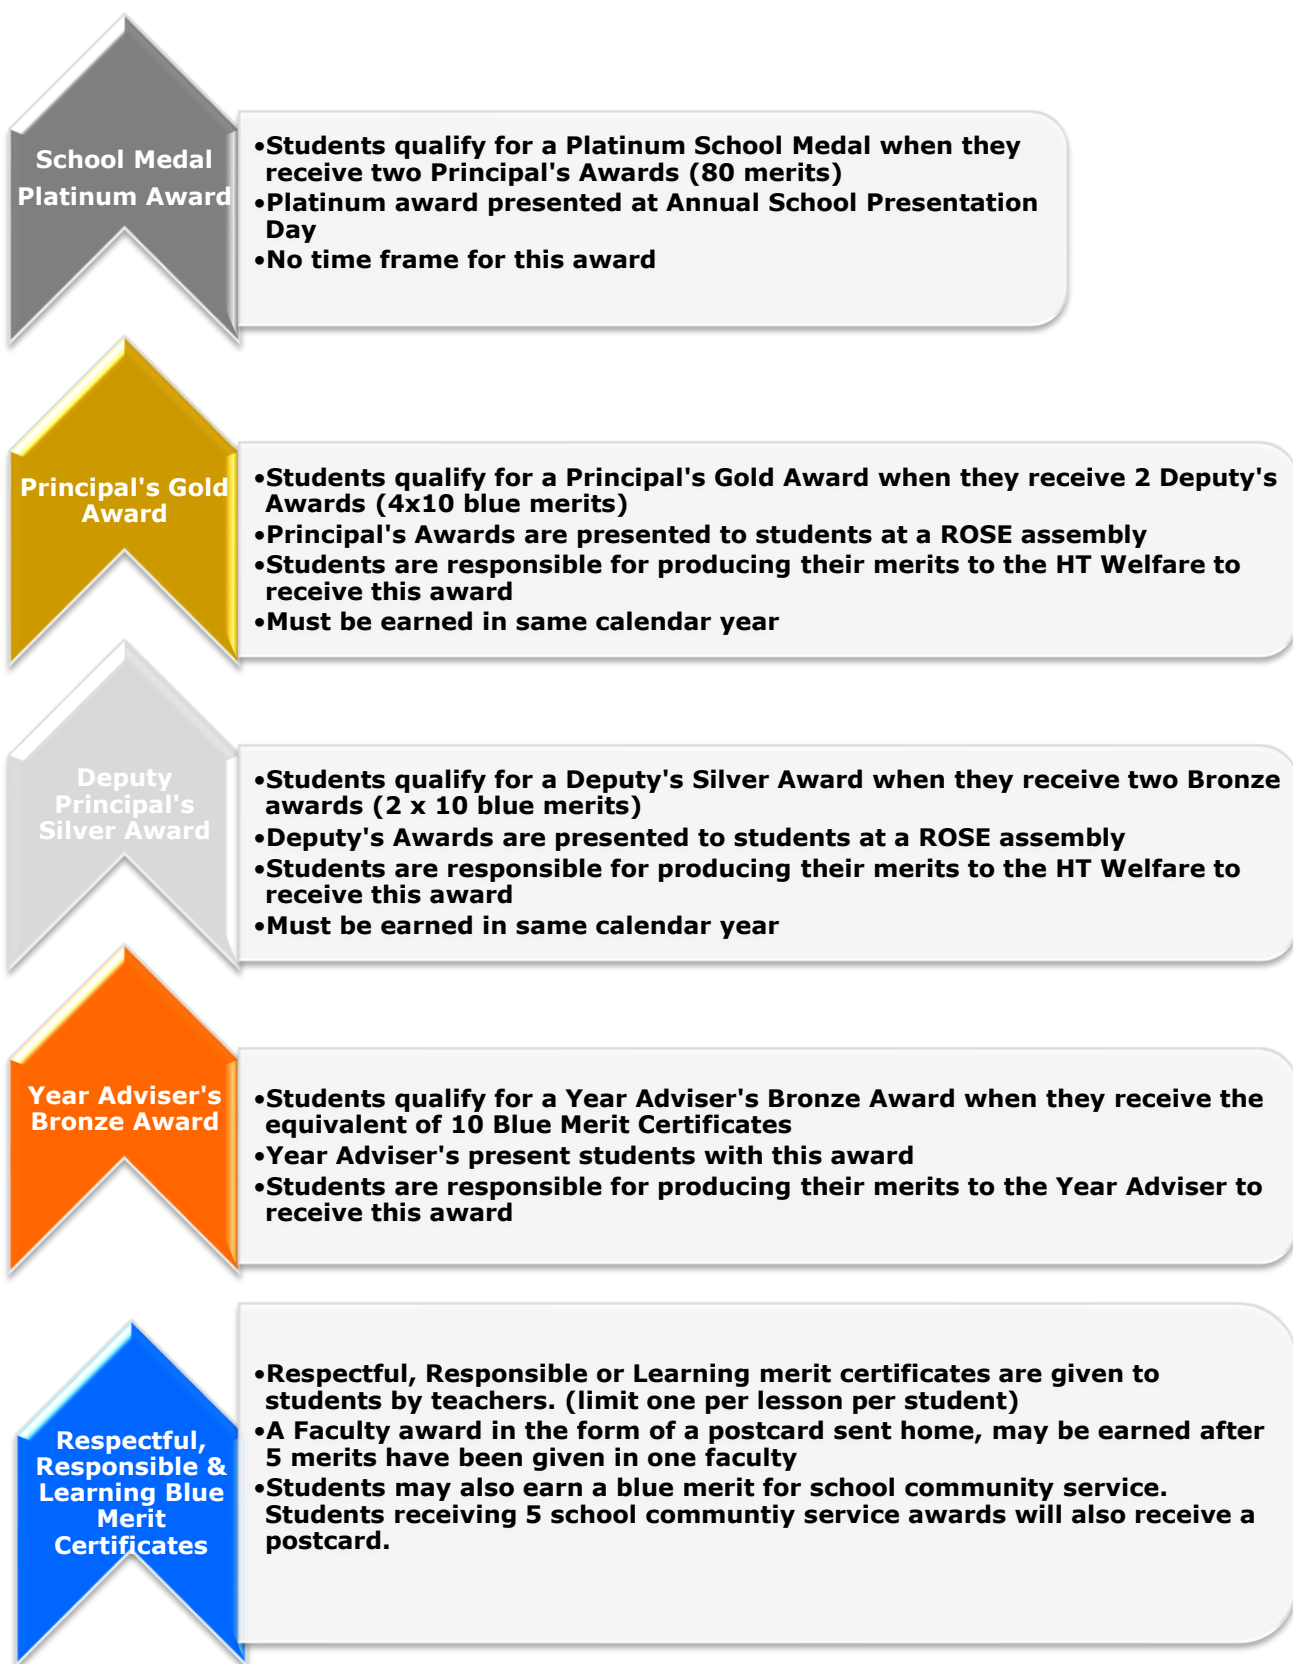 School Medal
Platinum Award
•Students qualify for a Platinum School Medal when they
receive two Principal's Awards (80 merits)
•Platinum award presented at Annual School Presentation
Day
•No time frame for this award
Principal's Gold
Award
•Students qualify for a Principal's Gold Award when they receive 2 Deputy's
Awards (4x10 blue merits)
•Principal's Awards are presented to students at a ROSE assembly
•Students are responsible for producing their merits to the HT Welfare to
receive this award
•Must be earned in same calendar year
Deputy
Principal's
Silver Award
•Students qualify for a Deputy's Silver Award when they receive two Bronze
awards (2 x 10 blue merits)
•Deputy's Awards are presented to students at a ROSE assembly
•Students are responsible for producing their merits to the HT Welfare to
receive this award
•Must be earned in same calendar year
Year Adviser's
Bronze Award
•Students qualify for a Year Adviser's Bronze Award when they receive the
equivalent of 10 Blue Merit Certificates
•Year Adviser's present students with this award
•Students are responsible for producing their merits to the Year Adviser to
receive this award
Respectful,
Responsible &
Learning Blue
Merit
Certificates
•Respectful, Responsible or Learning merit certificates are given to
students by teachers. (limit one per lesson per student)
•A Faculty award in the form of a postcard sent home, may be earned after
5 merits have been given in one faculty
•Students may also earn a blue merit for school community service.
Students receiving 5 school communtiy service awards will also receive a
postcard.